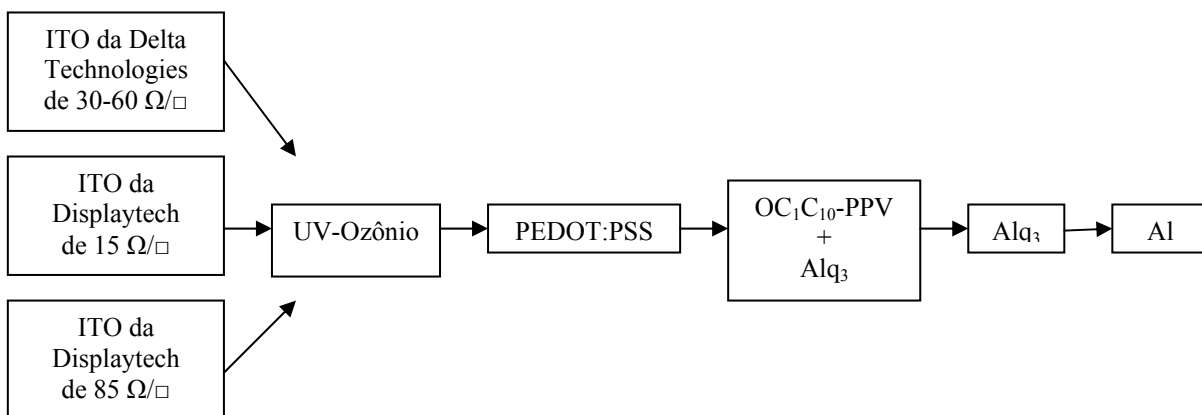 ITO da Delta
Technologies
de 30-60 Ω/□
ITO da
Displaytech
de 15 Ω/□
ITO da
Displaytech
de 85 Ω/□
UV-Ozônio
PEDOT:PSS
OC₁C₁₀-PPV
+
Alq₃
Alq₃
Al